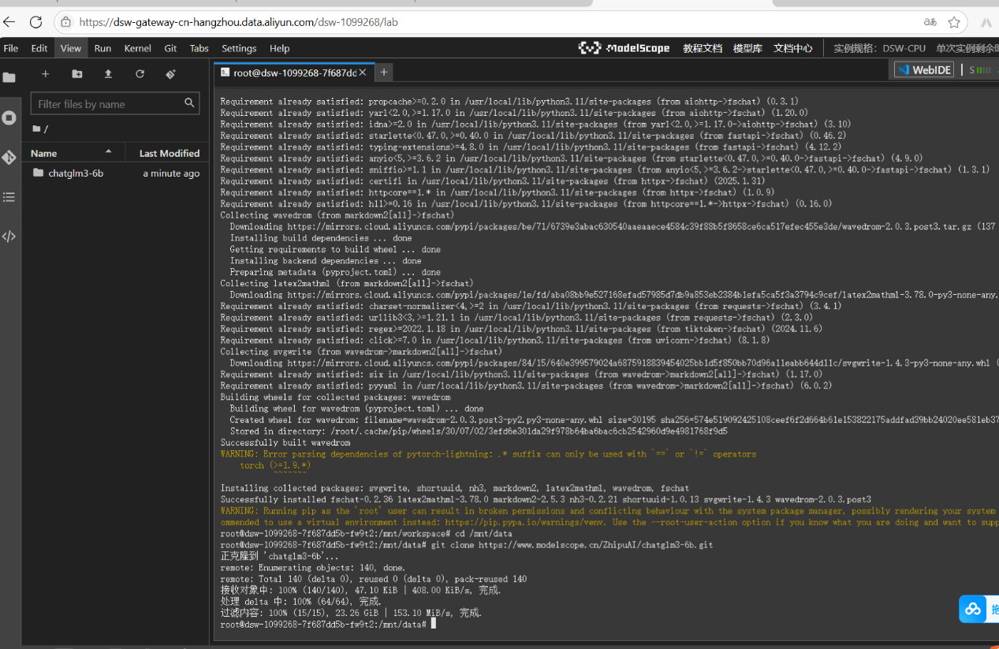 https://dsw-gateway-cn-hangzhou.data.aliyun.com/dsw-1099268/lab
File Edit View Run Kernel Git Tabs Settings Help
ModelScope 教程文档 模型库 文档中心 实例规格：DSW-CPU 单次实例剩余时
root@dsw-1099268-7f687dd
WebIDE
Filter files by name
/
Name Last Modified
chatglm3-6b a minute ago
Requirement already satisfied: propcache>=0.2.0 in /usr/local/lib/python3.11/site-packages (from aiohttp->fschat) (0.3.1)
Requirement already satisfied: yarl<2.0,>=1.17.0 in /usr/local/lib/python3.11/site-packages (from aiohttp->fschat) (1.20.0)
Requirement already satisfied: idna>=2.0 in /usr/local/lib/python3.11/site-packages (from yarl<2.0,>=1.17.0->aiohttp->fschat) (3.10)
Requirement already satisfied: starlette<0.47.0,>=0.40.0 in /usr/local/lib/python3.11/site-packages (from fastapi->fschat) (0.46.2)
Requirement already satisfied: typing-extensions>=4.8.0 in /usr/local/lib/python3.11/site-packages (from fastapi->fschat) (4.12.2)
Requirement already satisfied: anyio<5,>=3.6.2 in /usr/local/lib/python3.11/site-packages (from starlette<0.47.0,>=0.40.0->fastapi->fschat) (4.9.0)
Requirement already satisfied: sniffio>=1.1 in /usr/local/lib/python3.11/site-packages (from anyio<5,>=3.6.2->starlette<0.47.0,>=0.40.0->fastapi->fschat) (1.3.1)
Requirement already satisfied: certifi in /usr/local/lib/python3.11/site-packages (from httpx->fschat) (2025.1.31)
Requirement already satisfied: httpcore==1.* in /usr/local/lib/python3.11/site-packages (from httpx->fschat) (1.0.9)
Requirement already satisfied: h11>=0.16 in /usr/local/lib/python3.11/site-packages (from httpcore==1.*->httpx->fschat) (0.16.0)
Collecting wavedrom (from markdown2[all]->fschat)
Downloading https://mirrors.cloud.aliyuncs.com/pypi/packages/be/71/6739e3abac630540aaeaaece4584c39f88b5f8658ce6ca517efec455e3de/wavedrom-2.0.3.post3.tar.gz (137
Installing build dependencies ... done
Getting requirements to build wheel ... done
Installing backend dependencies ... done
Preparing metadata (pyproject.toml) ... done
Collecting latex2mathml (from markdown2[all]->fschat)
Downloading https://mirrors.cloud.aliyuncs.com/pypi/packages/1e/fd/aba08bb9e527168efad57985d7db9a853eb2384b1efa5ca5f3a3794c9cef/latex2mathml-3.78.0-py3-none-any.
Requirement already satisfied: charset-normalizer<4,>=2 in /usr/local/lib/python3.11/site-packages (from requests->fschat) (3.4.1)
Requirement already satisfied: urllib3<3,>=1.21.1 in /usr/local/lib/python3.11/site-packages (from requests->fschat) (2.3.0)
Requirement already satisfied: regex>=2022.1.18 in /usr/local/lib/python3.11/site-packages (from tiktoken->fschat) (2024.11.6)
Requirement already satisfied: click>=7.0 in /usr/local/lib/python3.11/site-packages (from uvicorn->fschat) (8.1.8)
Collecting svgwrite (from wavedrom->markdown2[all]->fschat)
Downloading https://mirrors.cloud.aliyuncs.com/pypi/packages/84/15/640e399579024a6875918839454025bb1d5f850bb70d96a11eabb644d11c/svgwrite-1.4.3-py3-none-any.whl (
Requirement already satisfied: six in /usr/local/lib/python3.11/site-packages (from wavedrom->markdown2[all]->fschat) (1.17.0)
Requirement already satisfied: pyyaml in /usr/local/lib/python3.11/site-packages (from wavedrom->markdown2[all]->fschat) (6.0.2)
Building wheels for collected packages: wavedrom
Building wheel for wavedrom (pyproject.toml) ... done
Created wheel for wavedrom: filename=wavedrom-2.0.3.post3-py2.py3-none-any.whl size=30195 sha256=574e519092425108ceef6f2d664b61e153822175addfad39bb24020ee581eb37
Stored in directory: /root/.cache/pip/wheels/30/07/02/3efd6e301da29f978b64ba6bac6cb2542960d9e4981768f9d5
Successfully built wavedrom
WARNING: Error parsing dependencies of pytorch-lightning: .* suffix can only be used with `==` or `!=` operators
torch (>=1.9.*)
~~~~~~^
Installing collected packages: svgwrite, shortuuid, nh3, markdown2, latex2mathml, wavedrom, fschat
Successfully installed fschat-0.2.36 latex2mathml-3.78.0 markdown2-2.5.3 nh3-0.2.21 shortuuid-1.0.13 svgwrite-1.4.3 wavedrom-2.0.3.post3
WARNING: Running pip as the 'root' user can result in broken permissions and conflicting behaviour with the system package manager, possibly rendering your system
ommended to use a virtual environment instead: https://pip.pypa.io/warnings/venv. Use the --root-user-action option if you know what you are doing and want to supp
root@dsw-1099268-7f687dd5b-fw9t2:/mnt/workspace# cd /mnt/data
root@dsw-1099268-7f687dd5b-fw9t2:/mnt/data# git clone https://www.modelscope.cn/ZhipuAI/chatglm3-6b.git
正克隆到 'chatglm3-6b'...
remote: Enumerating objects: 140, done.
remote: Total 140 (delta 0), reused 0 (delta 0), pack-reused 140
接收对象中: 100% (140/140), 47.10 KiB | 408.00 KiB/s, 完成.
处理 delta 中: 100% (64/64), 完成.
过滤内容: 100% (15/15), 23.26 GiB | 153.10 MiB/s, 完成.
root@dsw-1099268-7f687dd5b-fw9t2:/mnt/data#